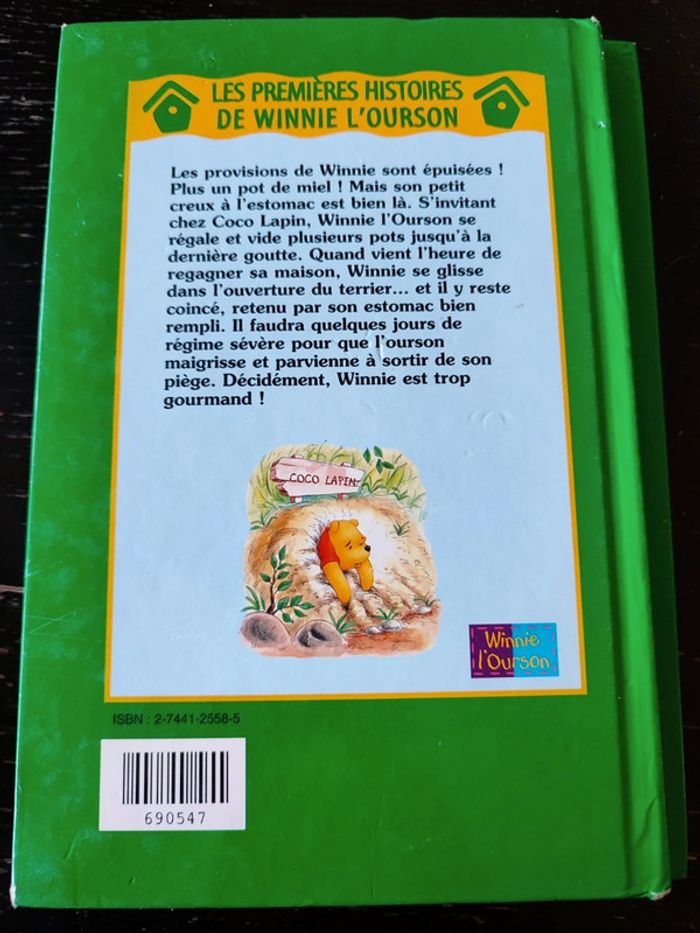 LES PREMIÈRES HISTOIRES
DE WINNIE L'OURSON
Les provisions de Winnie sont épuisées !
Plus un pot de miel ! Mais son petit
creux à l'estomac est bien là. S'invitant
chez Coco Lapin, Winnie l'Ourson se
régale et vide plusieurs pots jusqu'à la
dernière goutte. Quand vient l'heure de
regagner sa maison, Winnie se glisse
dans l'ouverture du terrier... et il y reste
coincé, retenu par son estomac bien
rempli. Il faudra quelques jours de
régime sévère pour que l'ourson
maigrisse et parvienne à sortir de son
piège. Décidément, Winnie est trop
gourmand !
COCO LAPIN
Winnie
l'Ourson
ISBN : 2-7441-2558-5
690547